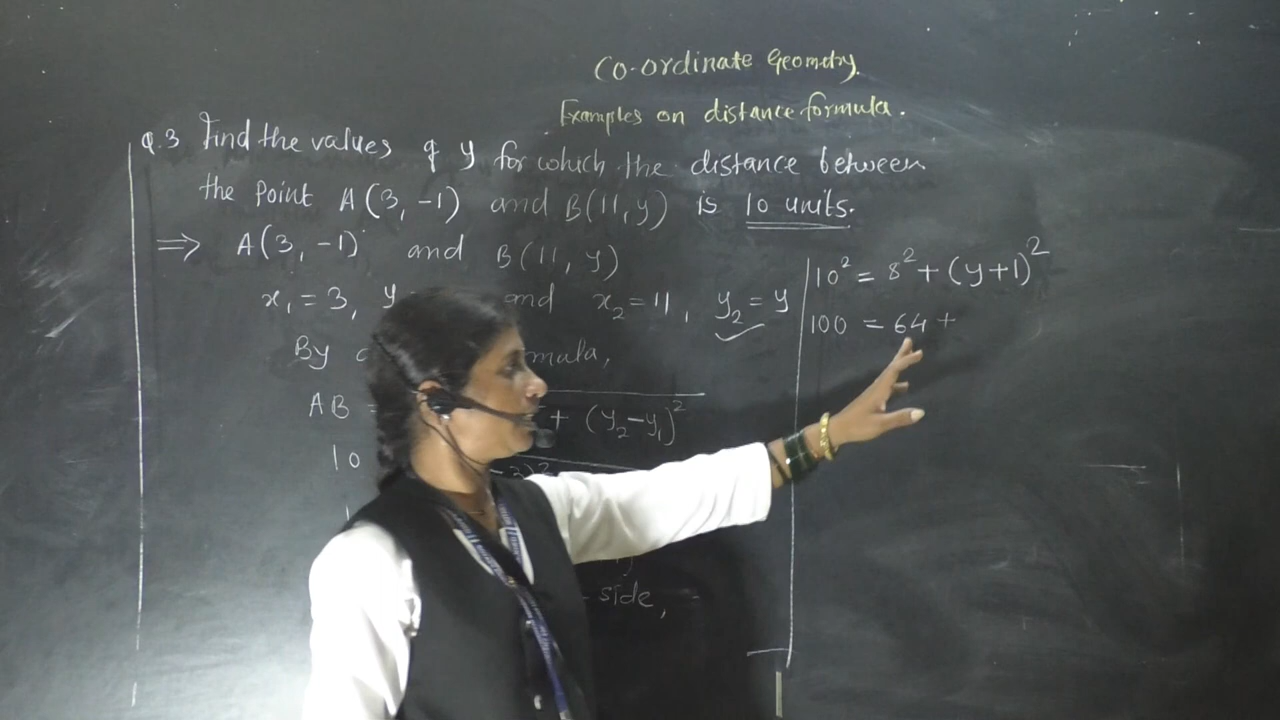 Co-ordinate Geometry.
Examples on distance formula.
Q.3 Find the values of y for which the distance between
the point A(3, -1) and B(11, y) is 10 units.
⇒ A(3, -1) and B(11, y)
x₁ = 3, y and x₂ = 11, y₂ = y
By mula,
AB = + (y₂-y₁)²
10 -3)²
side,
10² = 8² + (y+1)²
100 = 64 +